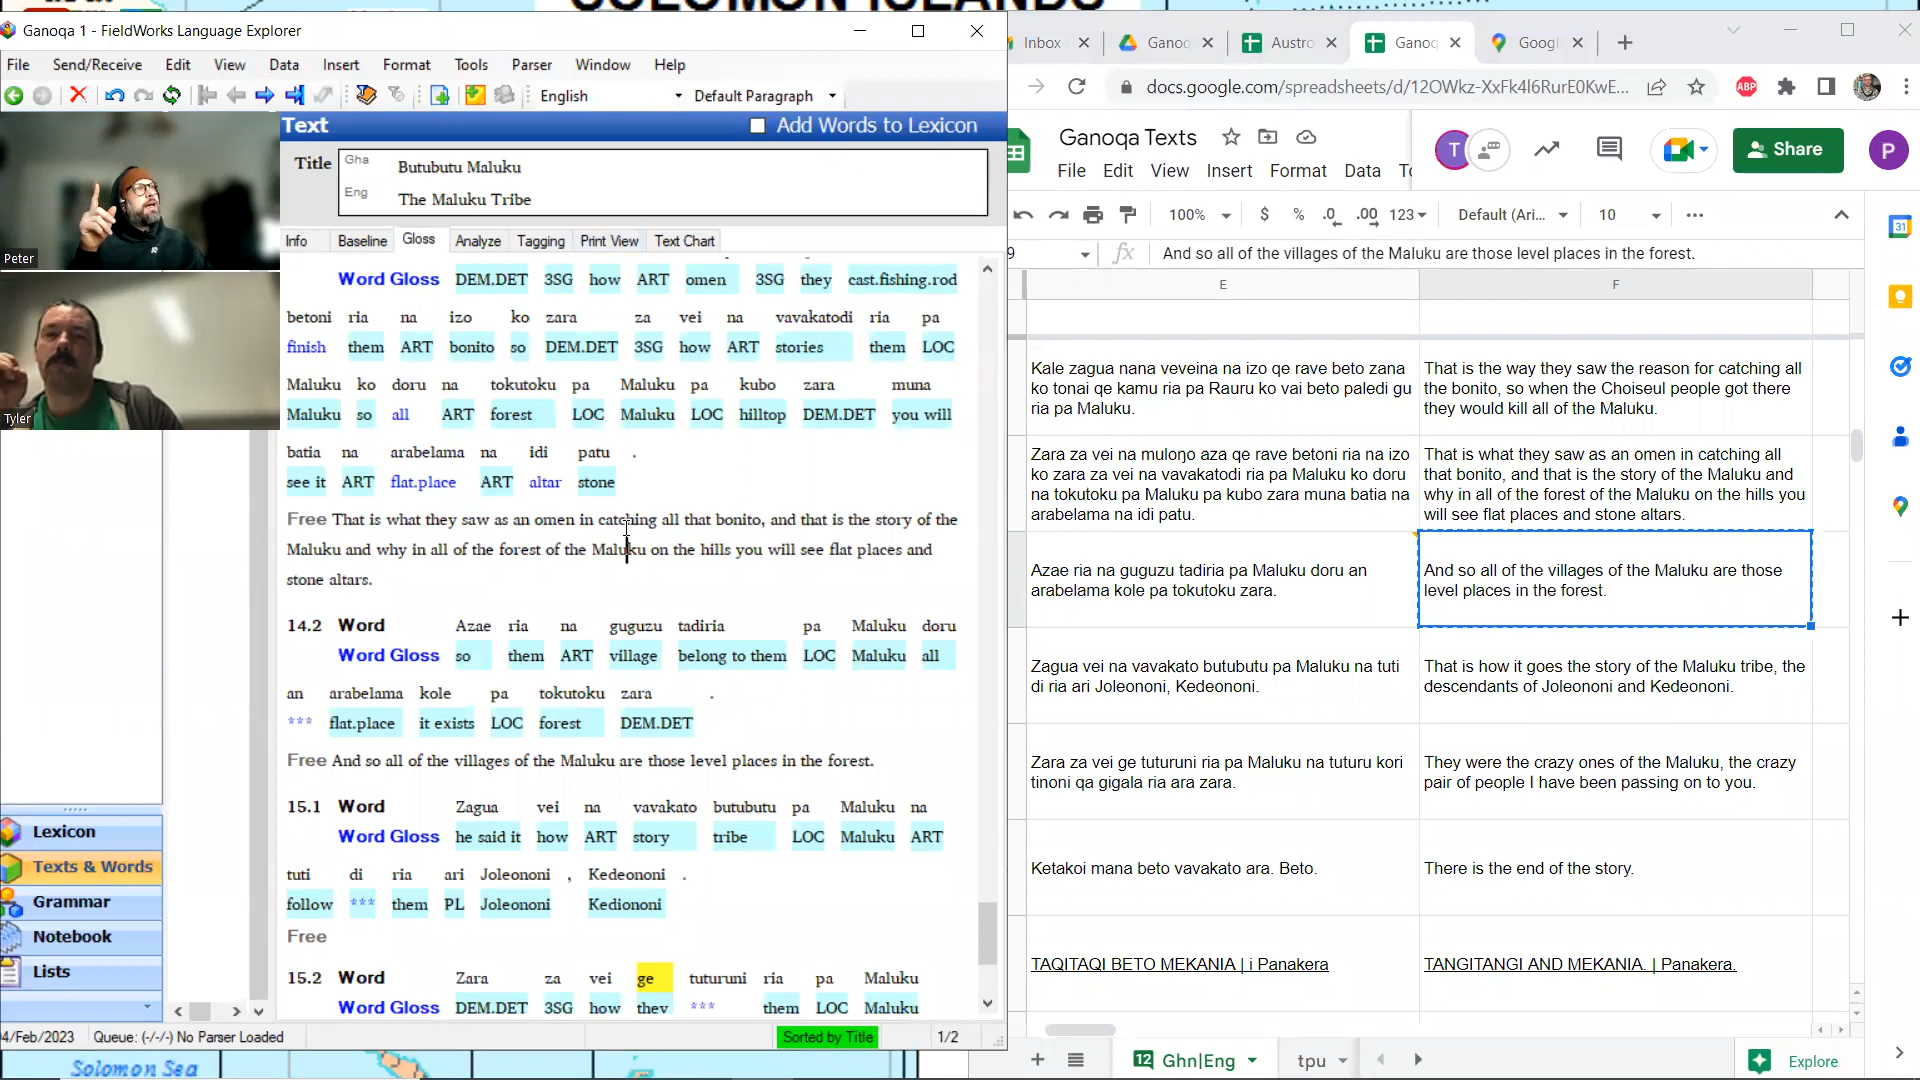 SOLOMON ISLANDS
Ganoqa 1 - FieldWorks Language Explorer
File Send/Receive Edit View Data Insert Format Tools Parser Window Help
English Default Paragraph
Text Add Words to Lexicon
Title Gha Butubutu Maluku
Eng The Maluku Tribe
Info Baseline Gloss Analyze Tagging Print View Text Chart
Peter
Tyler
Word Gloss DEM.DET 3SG how ART omen 3SG they cast.fishing.rod
betoni ria na izo ko zara za vei na vavakatodi ria pa
finish them ART bonito so DEM.DET 3SG how ART stories them LOC
Maluku ko doru na tokutoku pa Maluku pa kubo zara muna
Maluku so all ART forest LOC Maluku LOC hilltop DEM.DET you will
batia na arabelama na idi patu .
see it ART flat.place ART altar stone
Free That is what they saw as an omen in catching all that bonito, and that is the story of the
Maluku and why in all of the forest of the Maluku on the hills you will see flat places and
stone altars.
14.2 Word Azae ria na guguzu tadiria pa Maluku doru
Word Gloss so them ART village belong to them LOC Maluku all
an arabelama kole pa tokutoku zara .
*** flat.place it exists LOC forest DEM.DET
Free And so all of the villages of the Maluku are those level places in the forest.
15.1 Word Zagua vei na vavakato butubutu pa Maluku na
Word Gloss he said it how ART story tribe LOC Maluku ART
tuti di ria ari Joleononi , Kedeononi .
follow *** them PL Joleononi Kediononi
Free
15.2 Word Zara za vei ge tuturuni ria pa Maluku
Word Gloss DEM.DET 3SG how they *** them LOC Maluku
Lexicon
Texts & Words
Grammar
Notebook
Lists
4/Feb/2023 Queue: (-/-/-) No Parser Loaded Sorted by Title 1/2
Solomon Sea
Inbox Ganoc Austro Ganoq Googl
docs.google.com/spreadsheets/d/12OWkz-XxFk4l6RurE0KwE...
ABP
Ganoqa Texts
File Edit View Insert Format Data
T Share P
100% $ % .0 .00 123 Default (Ari... 10
31
9 fx And so all of the villages of the Maluku are those level places in the forest.
E F
Kale zagua nana veveina na izo qe rave beto zana
ko tonai qe kamu ria pa Rauru ko vai beto paledi gu
ria pa Maluku.
That is the way they saw the reason for catching all
the bonito, so when the Choiseul people got there
they would kill all of the Maluku.
Zara za vei na muloŋo aza qe rave betoni ria na izo
ko zara za vei na vavakatodi ria pa Maluku ko doru
na tokutoku pa Maluku pa kubo zara muna batia na
arabelama na idi patu.
That is what they saw as an omen in catching all
that bonito, and that is the story of the Maluku and
why in all of the forest of the Maluku on the hills you
will see flat places and stone altars.
Azae ria na guguzu tadiria pa Maluku doru an
arabelama kole pa tokutoku zara.
And so all of the villages of the Maluku are those
level places in the forest.
Zagua vei na vavakato butubutu pa Maluku na tuti
di ria ari Joleononi, Kedeononi.
That is how it goes the story of the Maluku tribe, the
descendants of Joleononi and Kedeononi.
Zara za vei ge tuturuni ria pa Maluku na tuturu kori
tinoni qa gigala ria ara zara.
They were the crazy ones of the Maluku, the crazy
pair of people I have been passing on to you.
Ketakoi mana beto vavakato ara. Beto.
There is the end of the story.
TAQITAQI BETO MEKANIA | i Panakera
TANGITANGI AND MEKANIA. | Panakera.
12 Ghn|Eng tpu Explore